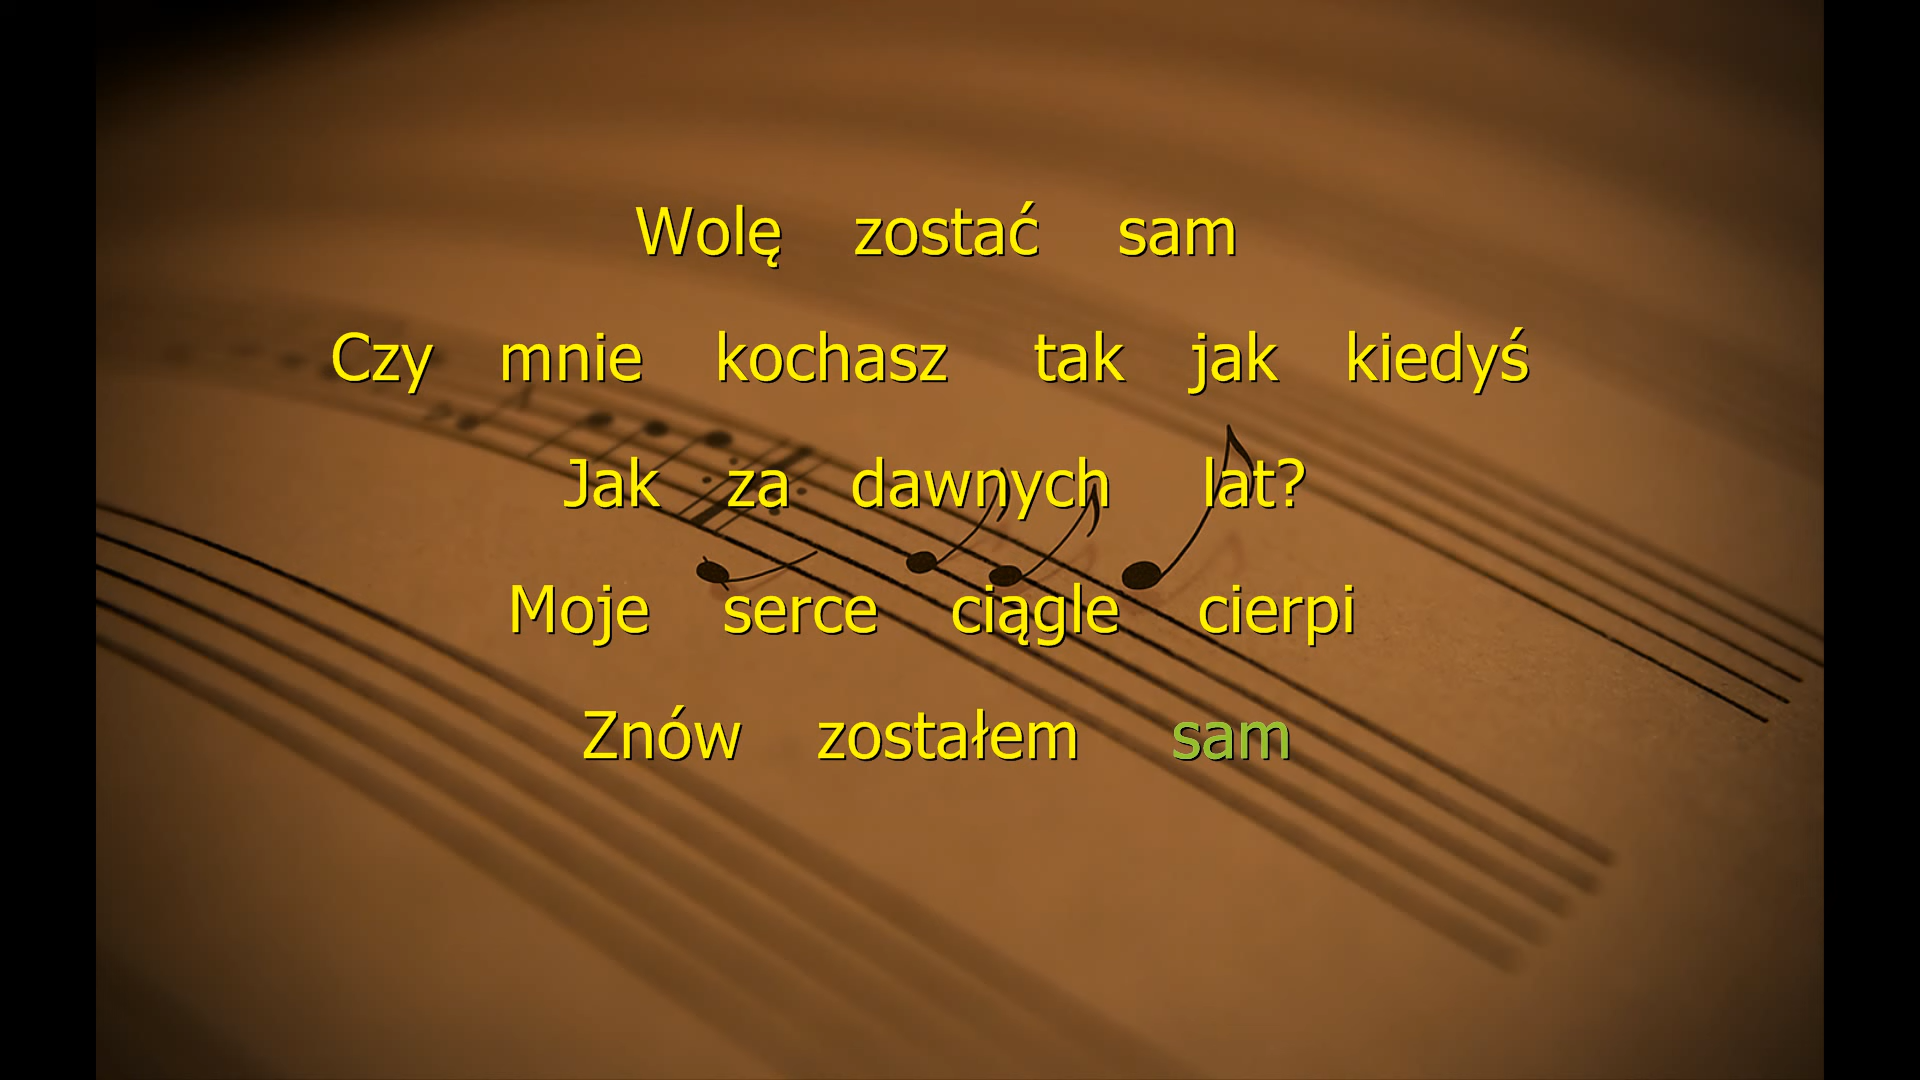 Wolę zostać sam
Czy mnie kochasz tak jak kiedyś
Jak za dawnych lat?
Moje serce ciągle cierpi
Znów zostałem sam